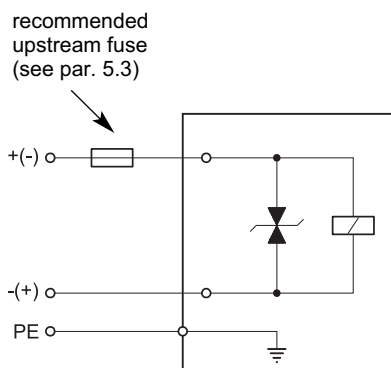 recommended
upstream fuse
(see par. 5.3)
+(-)
-(+)
PE